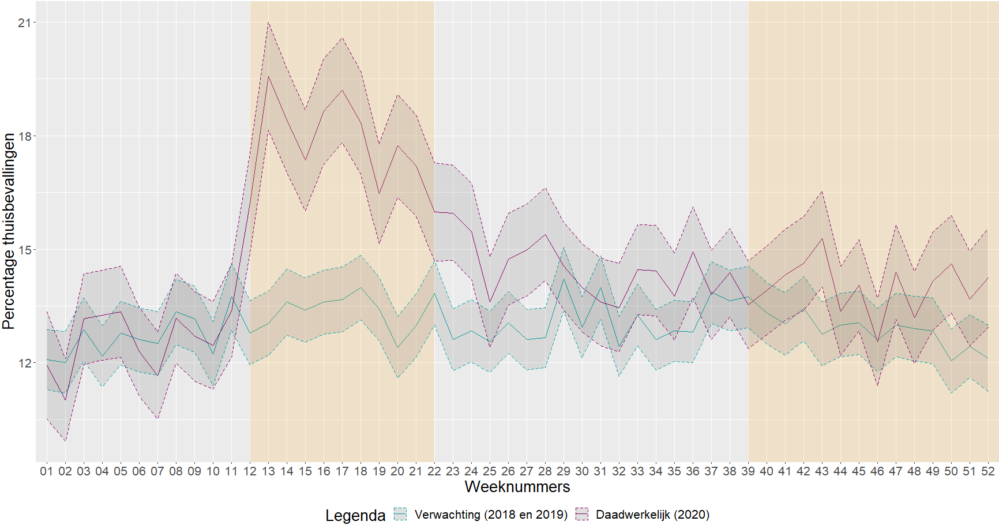 Percentage thuisbevallingen
21
18
15
12
01 02 03 04 05 06 07 08 09 10 11 12 13 14 15 16 17 18 19 20 21 22 23 24 25 26 27 28 29 30 31 32 33 34 35 36 37 38 39 40 41 42 43 44 45 46 47 48 49 50 51 52
Weeknummers
Legenda Verwachting (2018 en 2019) Daadwerkelijk (2020)